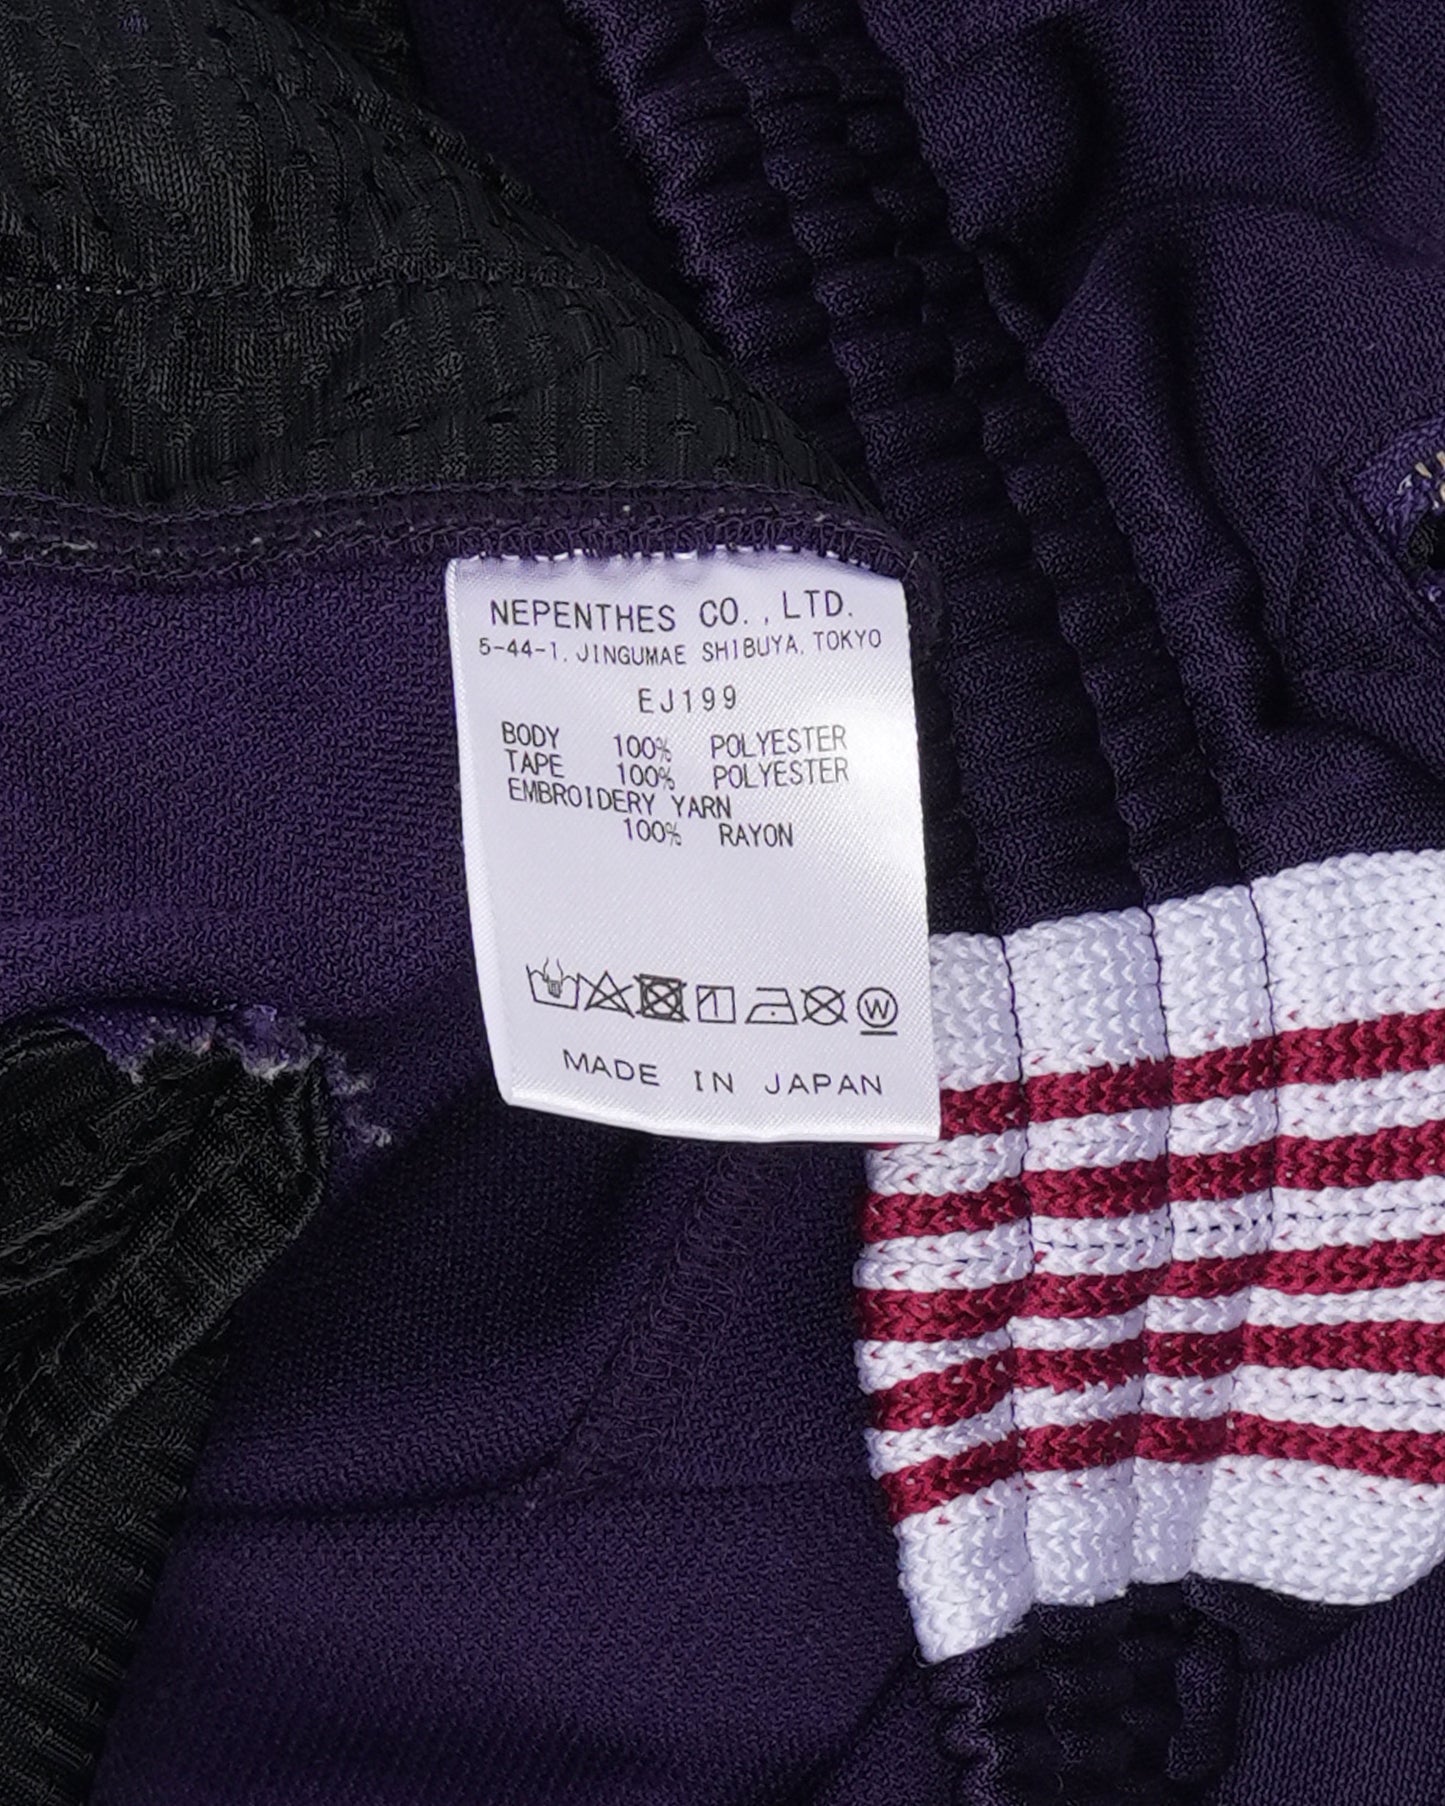 NEPENTHES CO., LTD.
5-44-1, JINGUMAE SHIBUYA, TOKYO
EJ199
BODY 100% POLYESTER
TAPE 100% POLYESTER
EMBROIDERY YARN
100% RAYON
W
MADE IN JAPAN